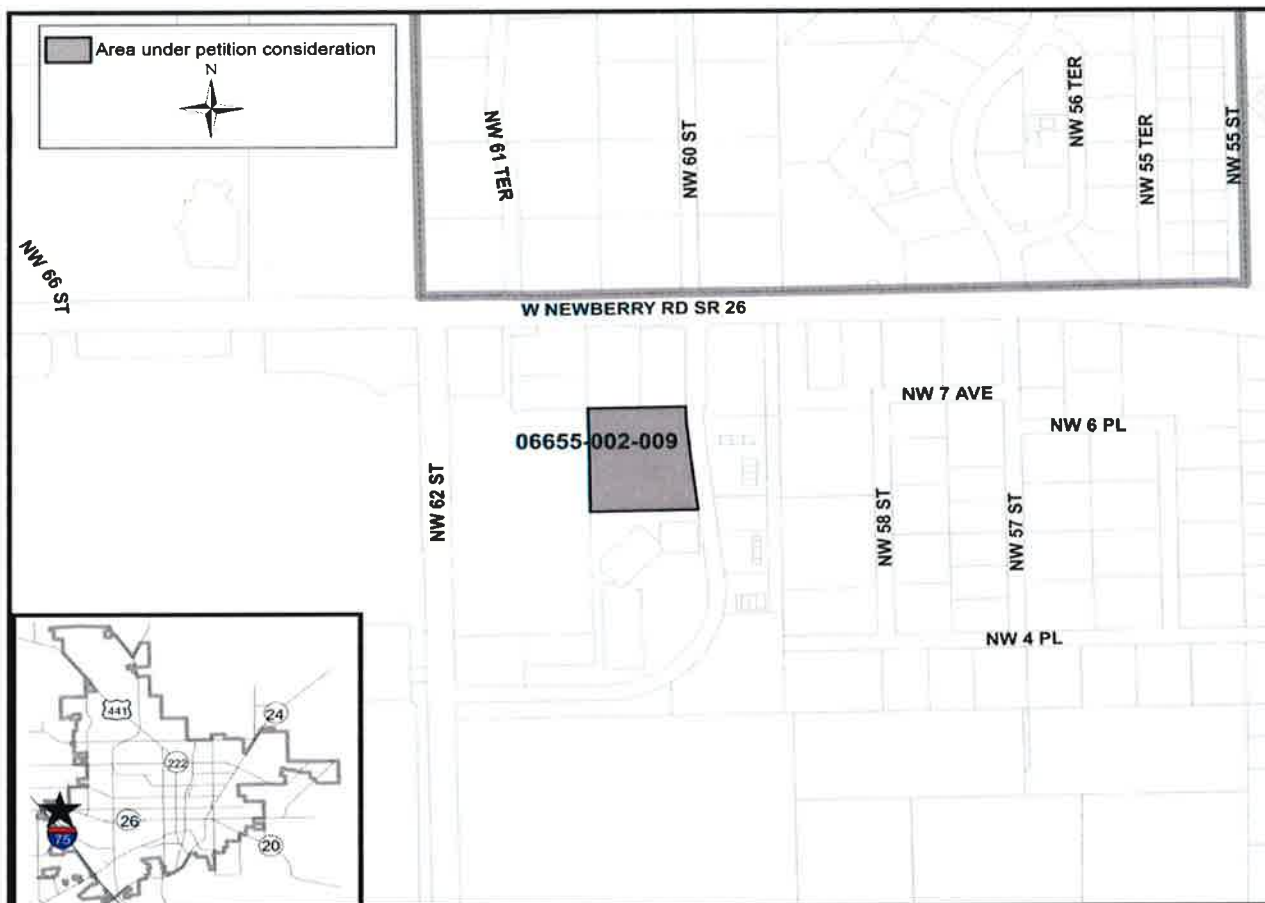 Area under petition consideration
N
NW 61 TER
NW 60 ST
NW 56 TER
NW 55 TER
NW 55 ST
NW 66 ST
W NEWBERRY RD SR 26
NW 7 AVE
NW 6 PL
06655-002-009
NW 62 ST
NW 58 ST
NW 57 ST
NW 4 PL
441
24
222
26
75
20